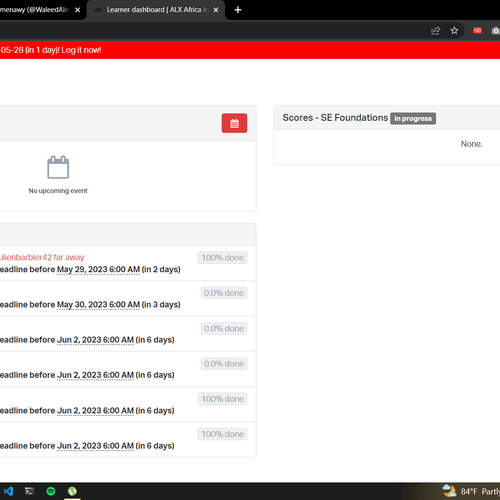 menawy (@WaleedAlm
Learner dashboard | ALX Africa In
-05-28 (in 1 day)! Log it now!
HD
Scores - SE Foundations In progress
None.
No upcoming event
ulienbarbier42 far away
100% done
eadline before May 29, 2023 6:00 AM (in 2 days)
0.0% done
eadline before May 30, 2023 6:00 AM (in 3 days)
0.0% done
eadline before Jun 2, 2023 6:00 AM (in 6 days)
0.0% done
eadline before Jun 2, 2023 6:00 AM (in 6 days)
100% done
eadline before Jun 2, 2023 6:00 AM (in 6 days)
100% done
eadline before Jun 2, 2023 6:00 AM (in 6 days)
84°F Partly